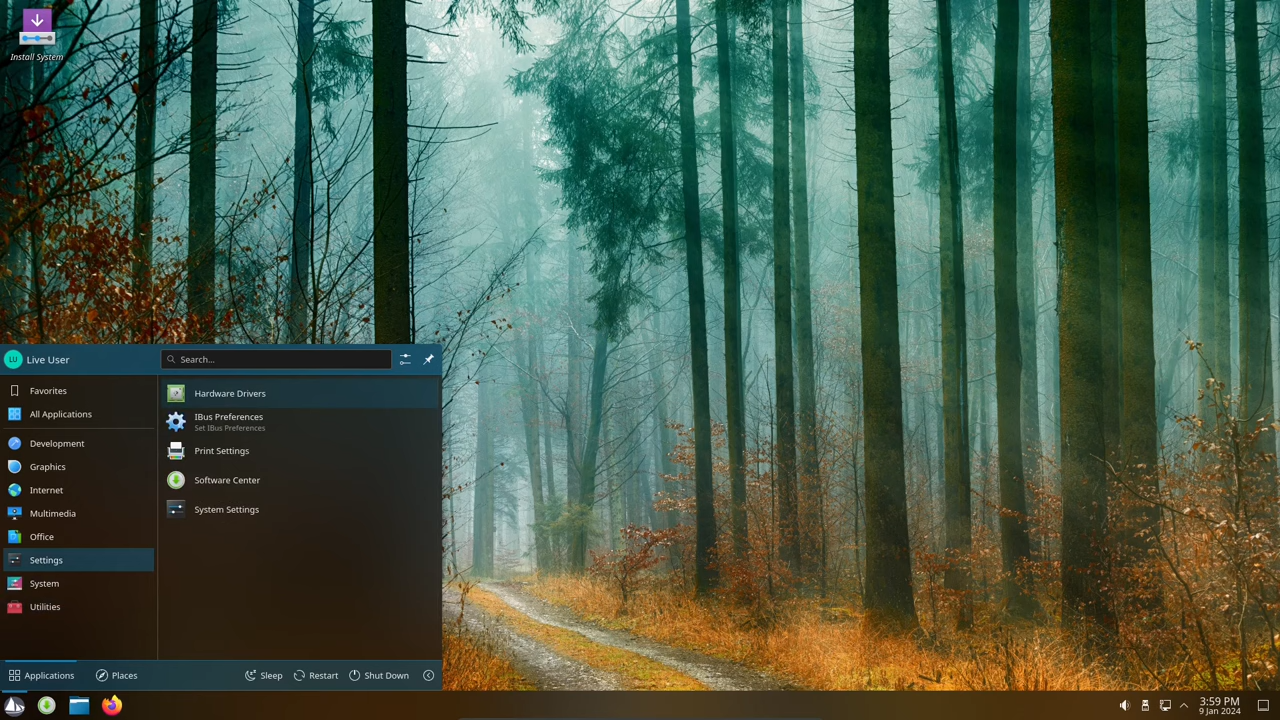 Install System
LU
Live User
Search...
Favorites
All Applications
Development
Graphics
Internet
Multimedia
Office
Settings
System
Utilities
Hardware Drivers
IBus Preferences
Set IBus Preferences
Print Settings
Software Center
System Settings
Applications
Places
Sleep
Restart
Shut Down
3:59 PM
9 Jan 2024